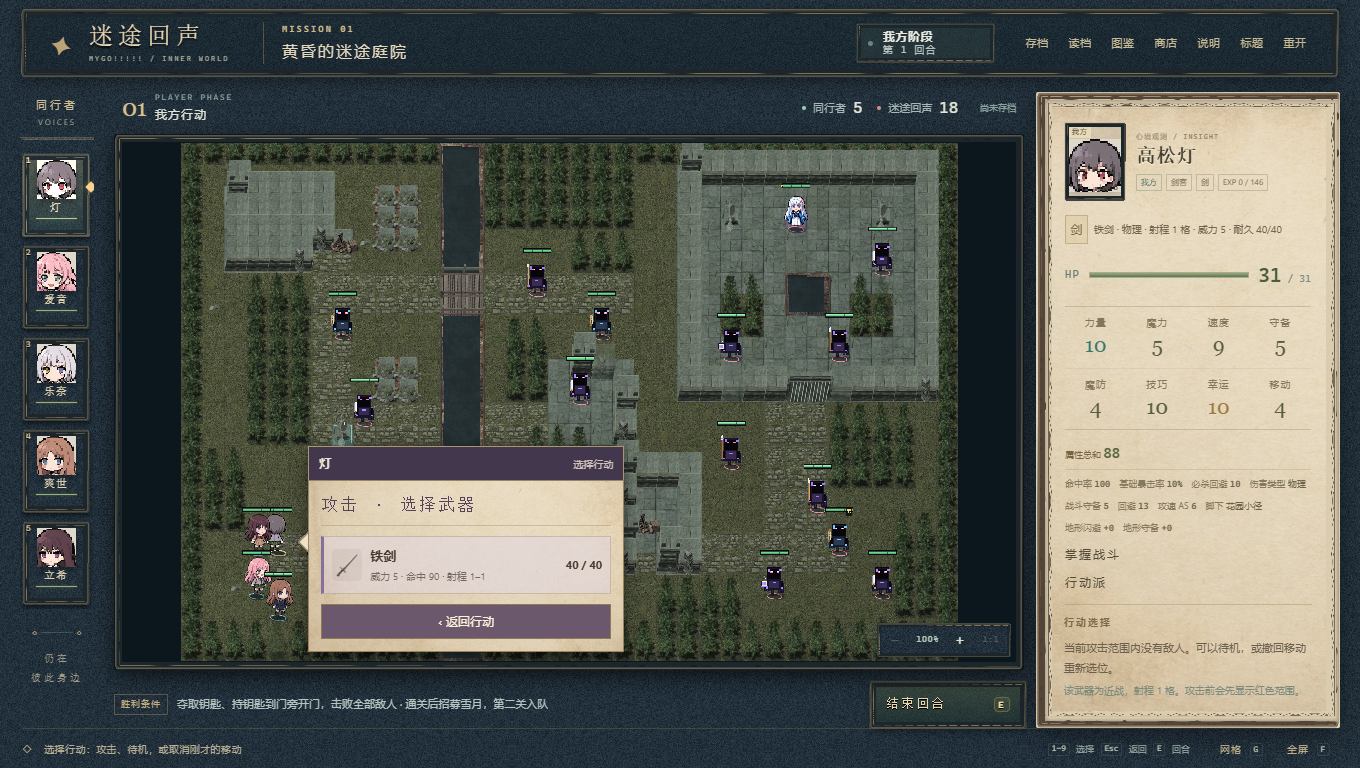 迷途回声
MYGO!!!!! / INNER WORLD
MISSION 01
黄昏的迷途庭院
我方阶段
第 1 回合
存档 读档 图鉴 商店 说明 标题 重开
同行者
VOICES
01 PLAYER PHASE
我方行动
同行者 5 迷途回声 18 尚未存档
1
灯
2
爱音
3
乐奈
4
爽世
5
立希
仍在
彼此身边
灯 选择行动
攻击 · 选择武器
铁剑
威力 5 · 命中 90 · 射程 1–1
40 / 40
‹ 返回行动
− 100% + 1:1
胜利条件 夺取钥匙、持钥匙到门旁开门，击败全部敌人 · 通关后招募雪月，第二关入队
结束回合 E
我方
心境观测 / INSIGHT
高松灯
我方 剑客 剑 EXP 0 / 146
剑 铁剑 · 物理 · 射程 1 格 · 威力 5 · 耐久 40/40
HP 31 / 31
力量 魔力 速度 守备
10 5 9 5
魔防 技巧 幸运 移动
4 10 10 4
属性总和 88
命中率 100 基础暴击率 10% 必杀回避 10 伤害类型 物理
战斗守备 5 回避 13 攻速 AS 6 脚下 花园小径
地形闪避 +0 地形守备 +0
掌握战斗
行动派
行动选择
当前攻击范围内没有敌人。可以待机，或撤回移动
重新选位。
该武器为近战，射程 1 格。攻击前会先显示红色范围。
◇ 选择行动：攻击、待机，或取消刚才的移动
1–9 选择 Esc 返回 E 回合 网格 G 全屏 F